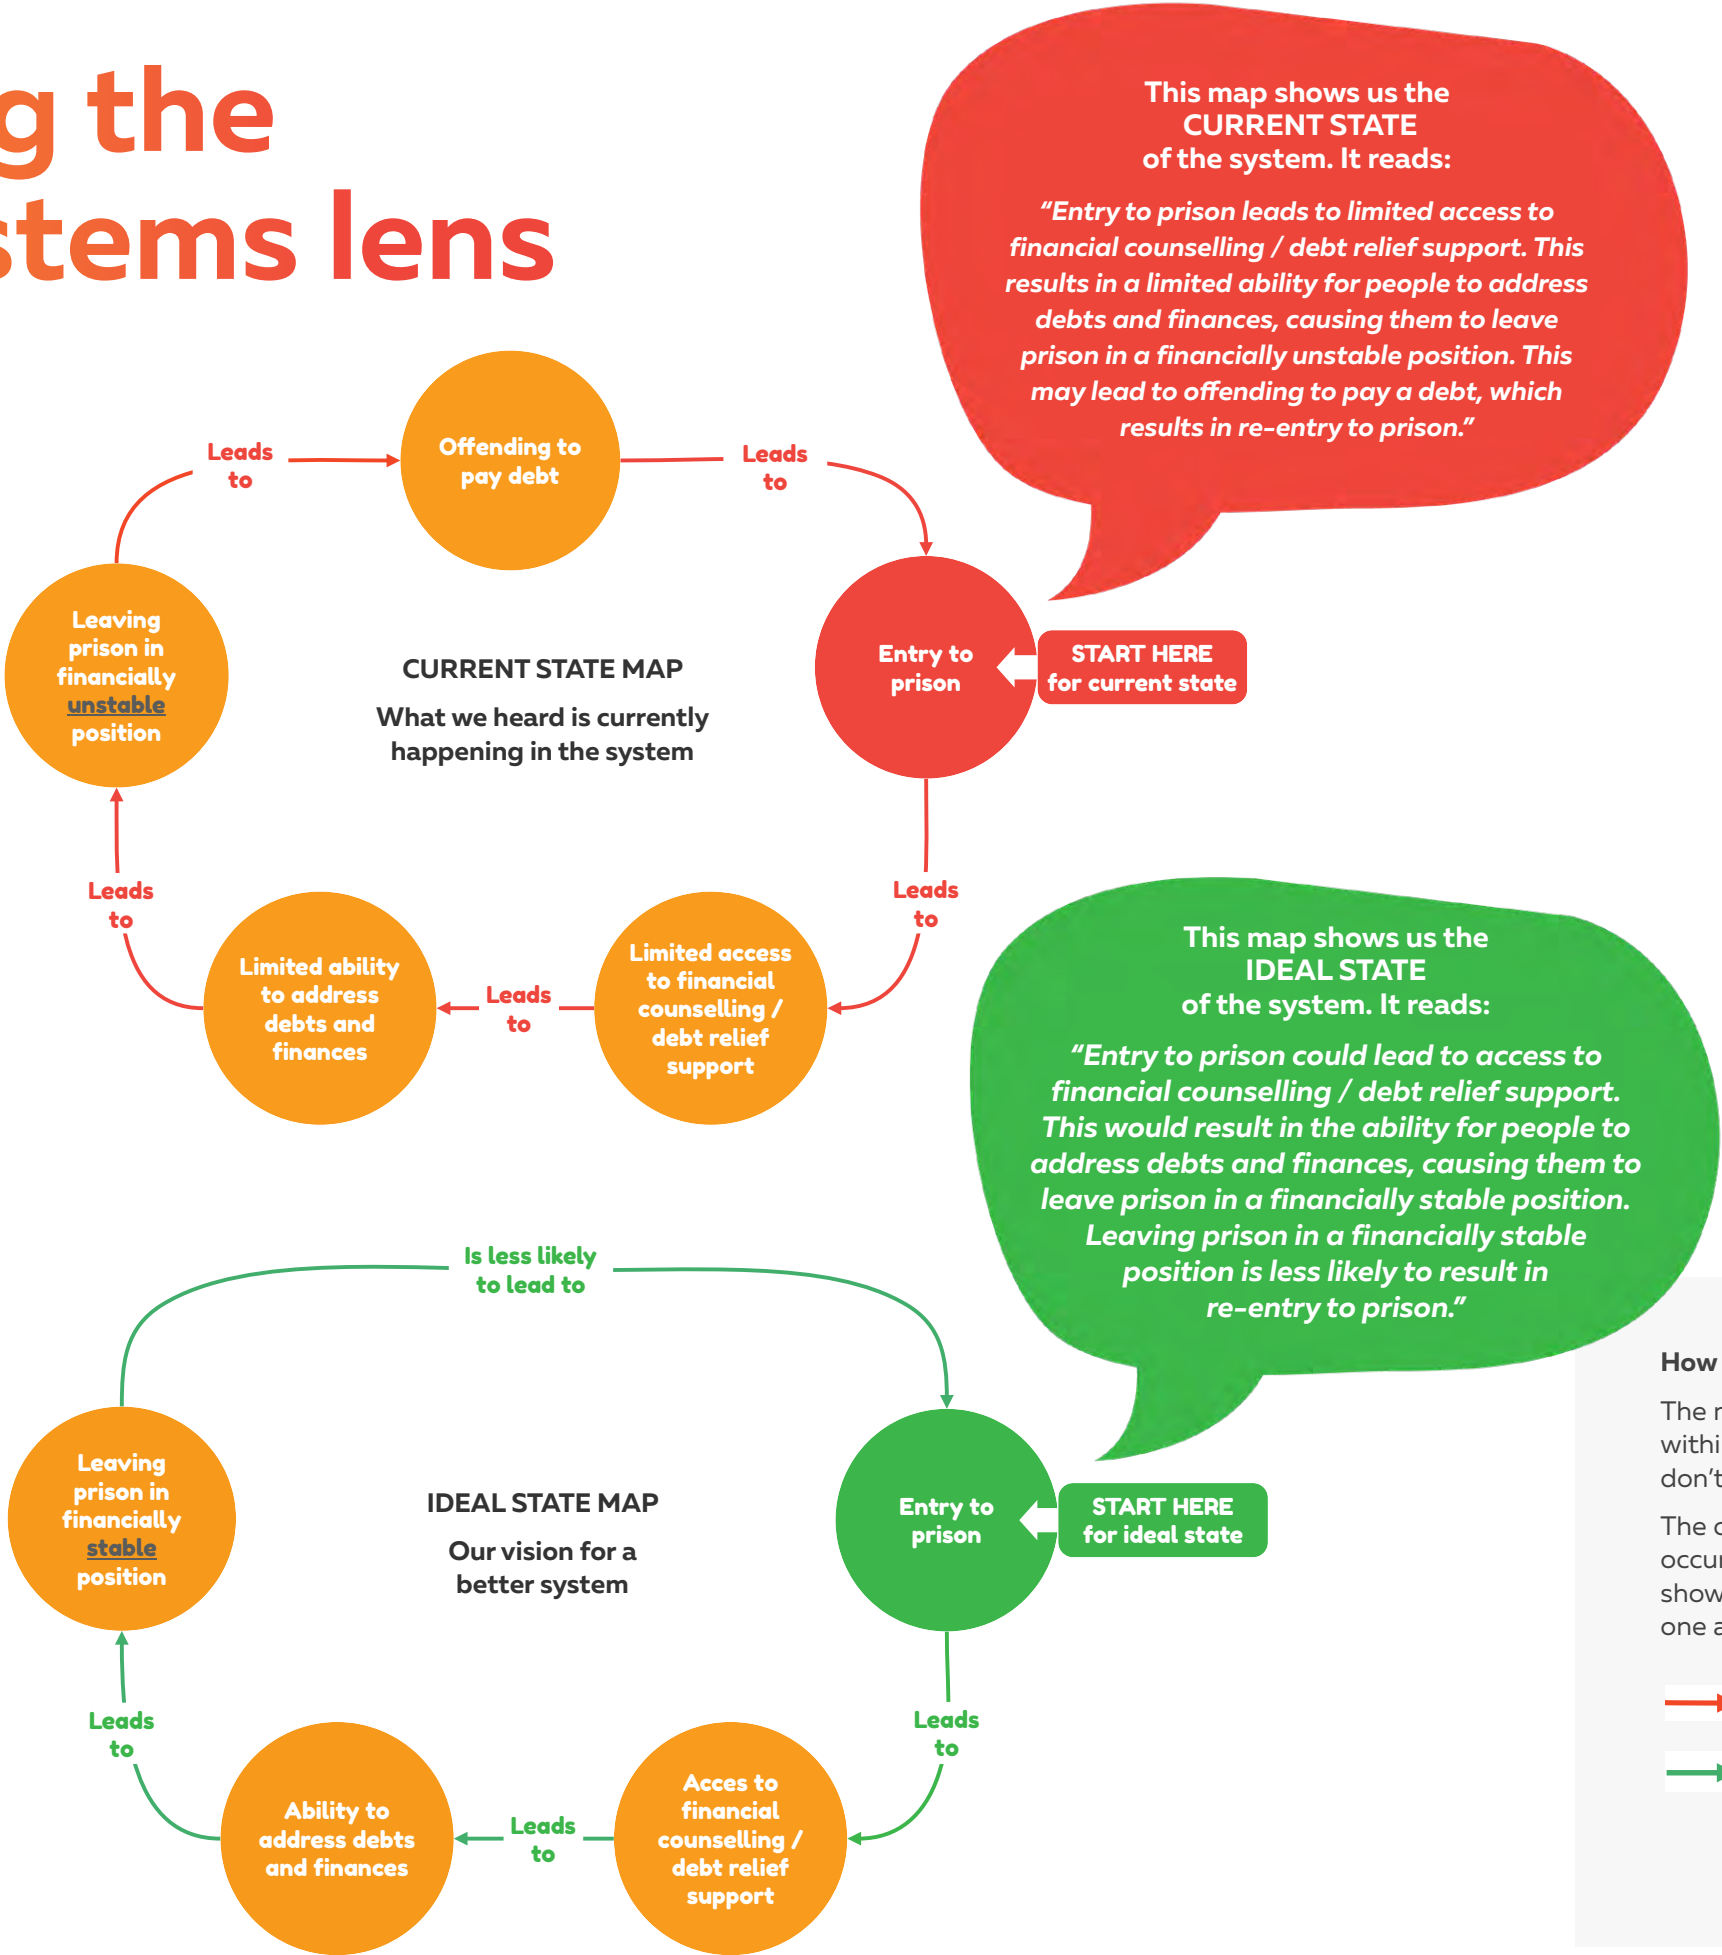 g the
stems lens
This map shows us the
CURRENT STATE
of the system. It reads:
“Entry to prison leads to limited access to
financial counselling / debt relief support. This
results in a limited ability for people to address
debts and finances, causing them to leave
prison in a financially unstable position. This
may lead to offending to pay a debt, which
results in re-entry to prison.”
Leads
to
Offending to
pay debt
Leads
to
Leaving
prison in
financially
unstable
position
CURRENT STATE MAP
What we heard is currently
happening in the system
Entry to
prison
START HERE
for current state
Leads
to
Limited ability
to address
debts and
finances
Leads
to
Limited access
to financial
counselling /
debt relief
support
Leads
to
This map shows us the
IDEAL STATE
of the system. It reads:
“Entry to prison could lead to access to
financial counselling / debt relief support.
This would result in the ability for people to
address debts and finances, causing them to
leave prison in a financially stable position.
Leaving prison in a financially stable
position is less likely to result in
re-entry to prison.”
Is less likely
to lead to
Leaving
prison in
financially
stable
position
IDEAL STATE MAP
Our vision for a
better system
Entry to
prison
START HERE
for ideal state
Leads
to
Ability to
address debts
and finances
Leads
to
Acces to
financial
counselling /
debt relief
support
Leads
to
How
The
withi
don’t
The
occur
show
one a